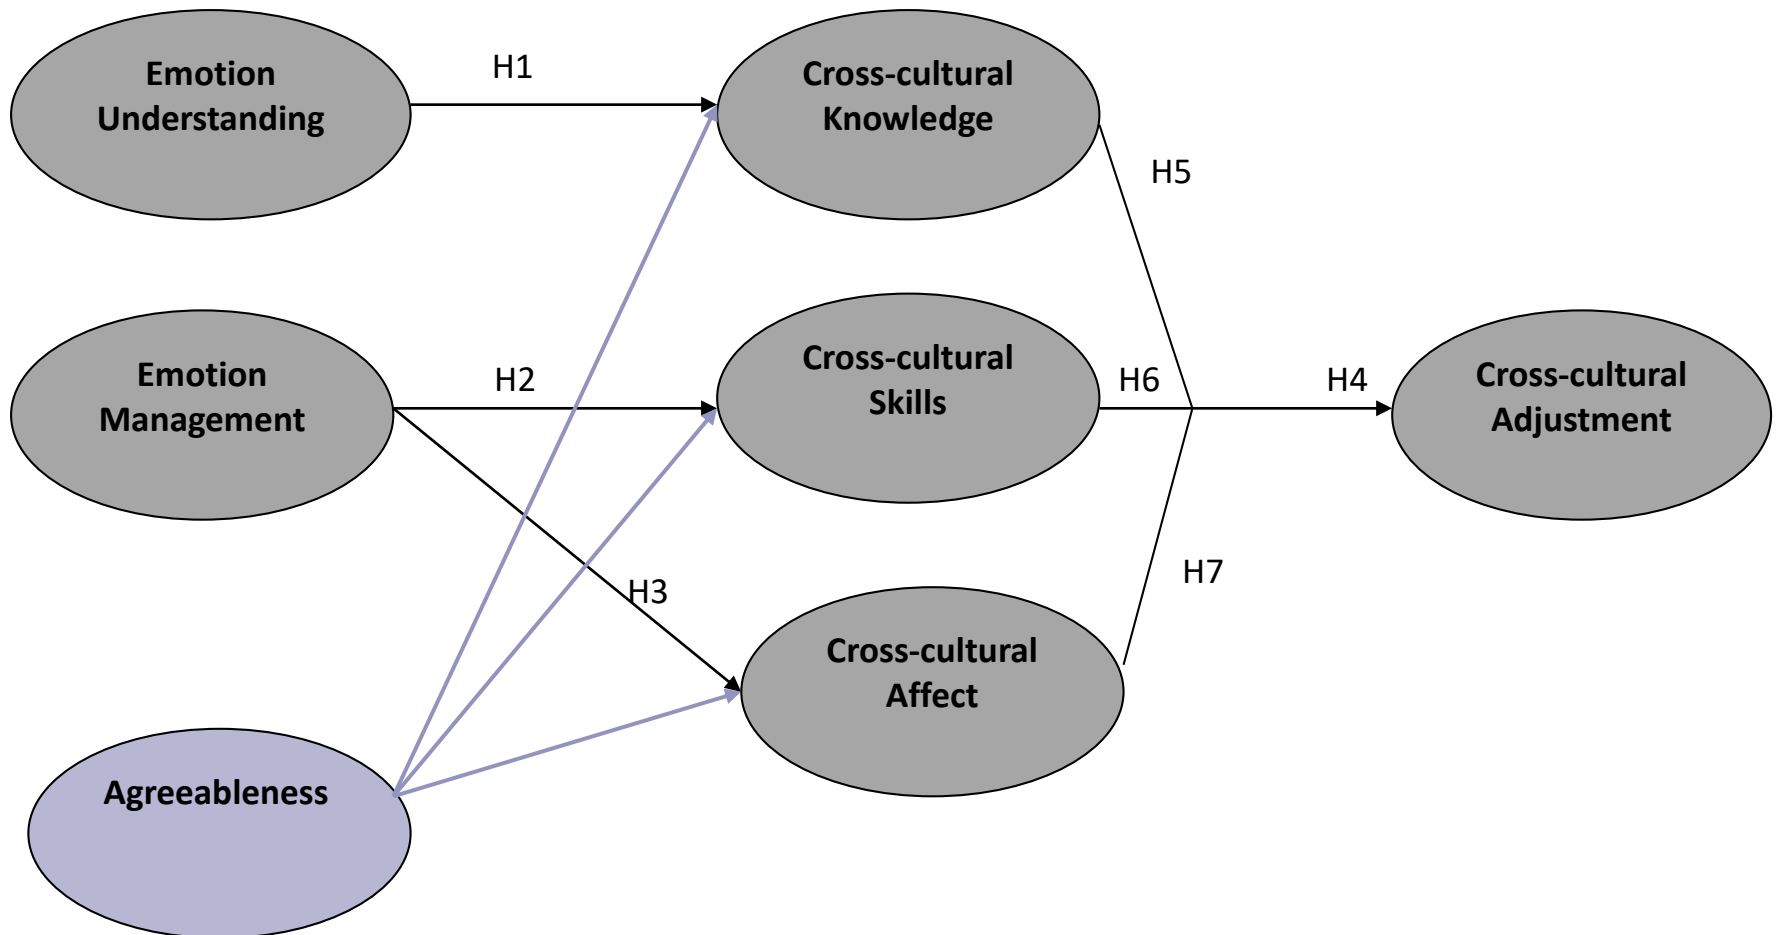 Emotion
Understanding
H1
Cross-cultural
Knowledge
H5
Emotion
Management
H2
Cross-cultural
Skills
H6
H4
Cross-cultural
Adjustment
H3
H7
Cross-cultural
Affect
Agreeableness